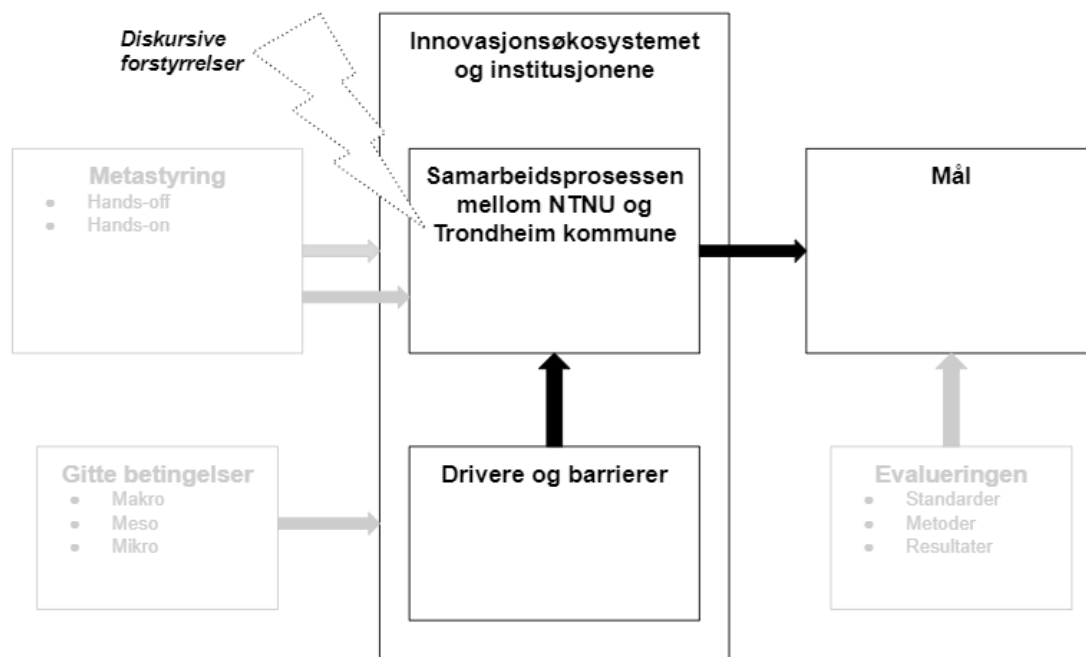 Diskursive
forstyrrelser
Innovasjonsøkosystemet
og institusjonene
Metastyring
Hands-off
Hands-on
Samarbeidsprosessen
mellom NTNU og
Trondheim kommune
Mål
Gitte betingelser
Makro
Meso
Mikro
Drivere og barrierer
Evalueringen
Standarder
Metoder
Resultater